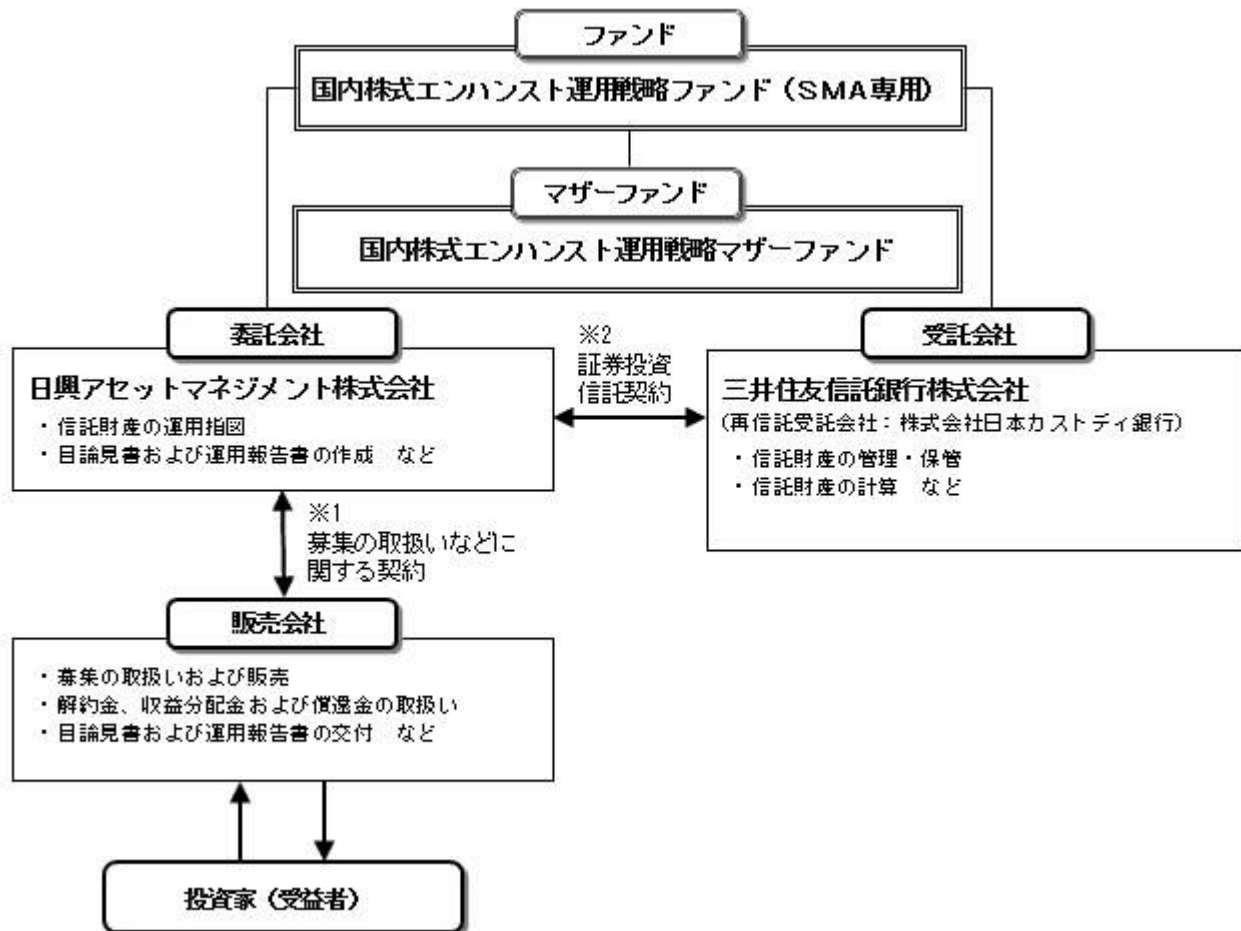 ファンド
国内株式エンハンスト運用戦略ファンド（ＳＭＡ専用）
マザーファンド
国内株式エンハンスト運用戦略マザーファンド
委託会社
日興アセットマネジメント株式会社
・信託財産の運用指図
・目論見書および運用報告書の作成　など
※2
証券投資
信託契約
受託会社
三井住友信託銀行株式会社
(再信託受託会社：株式会社日本カストディ銀行)
・信託財産の管理・保管
・信託財産の計算　など
※1
募集の取扱いなどに
関する契約
販売会社
・募集の取扱いおよび販売
・解約金、収益分配金および償還金の取扱い
・目論見書および運用報告書の交付　など
投資家（受益者）